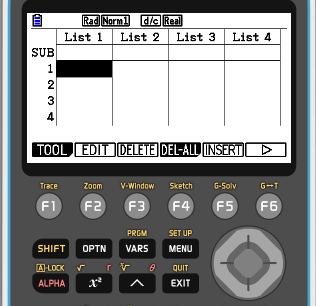 Rad Norm1 d/c Real
List 1 List 2 List 3 List 4
SUB
1
2
3
4
TOOL EDIT DELETE DEL-ALL INSERT ▷
Trace Zoom V-Window Sketch G-Solv G↔T
F1 F2 F3 F4 F5 F6
PRGM SET UP
SHIFT OPTN VARS MENU
A-LOCK √‾ r ∛‾ θ QUIT
ALPHA x² ^ EXIT